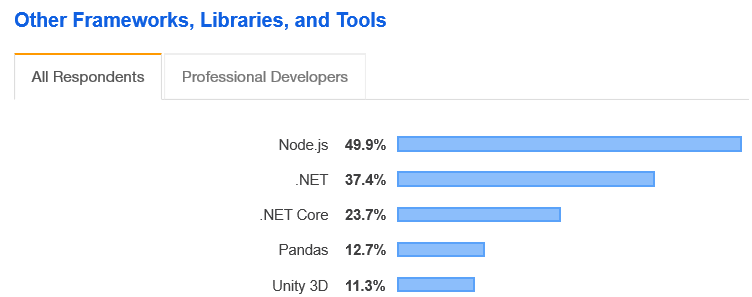 Other Frameworks, Libraries, and Tools
All Respondents Professional Developers
Node.js 49.9%
.NET 37.4%
.NET Core 23.7%
Pandas 12.7%
Unity 3D 11.3%